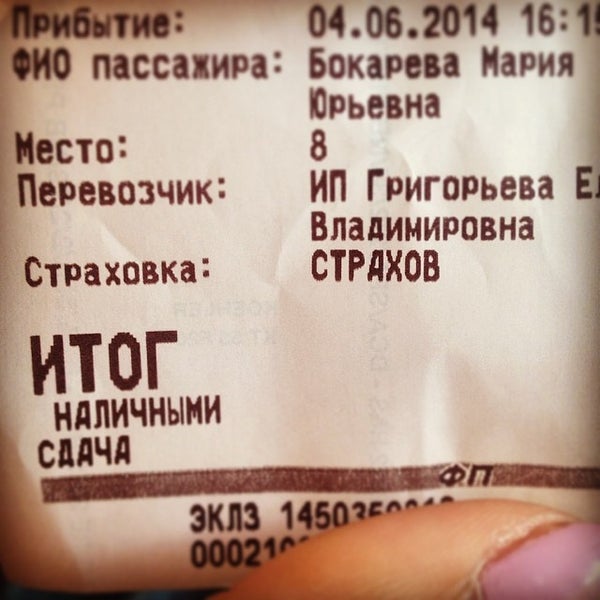 Прибытие: 04.06.2014 16:1
ФИО пассажира: Бокарева Мария
Юрьевна
Место: 8
Перевозчик: ИП Григорьева
Владимировна
Страховка: СТРАХОВ
ИТОГ
НАЛИЧНЫМИ
СДАЧА
ФП
ЭКЛЗ